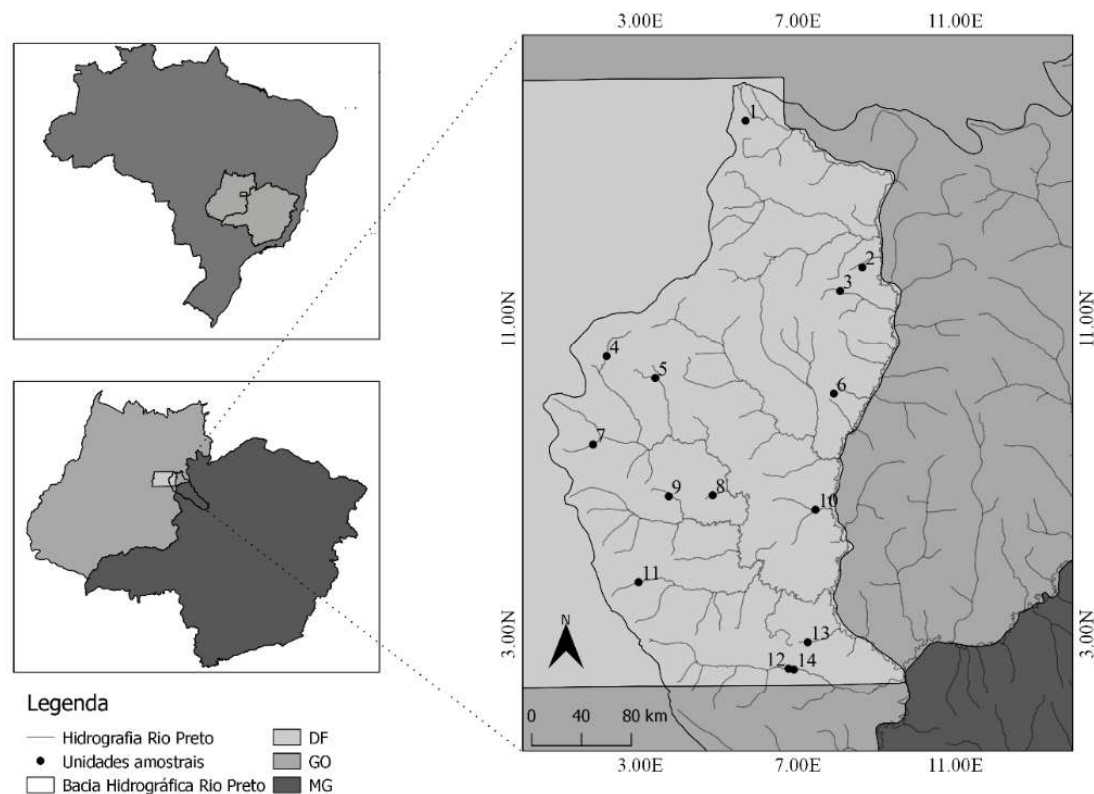 3.00E 7.00E 11.00E
1
2
3
11.00N 11.00N
4
5
6
7
9 8
10
11
3.00N 3.00N
N
13
12 14
0 40 80 km
3.00E 7.00E 11.00E
Legenda
Hidrografia Rio Preto
Unidades amostrais
Bacia Hidrográfica Rio Preto
DF
GO
MG